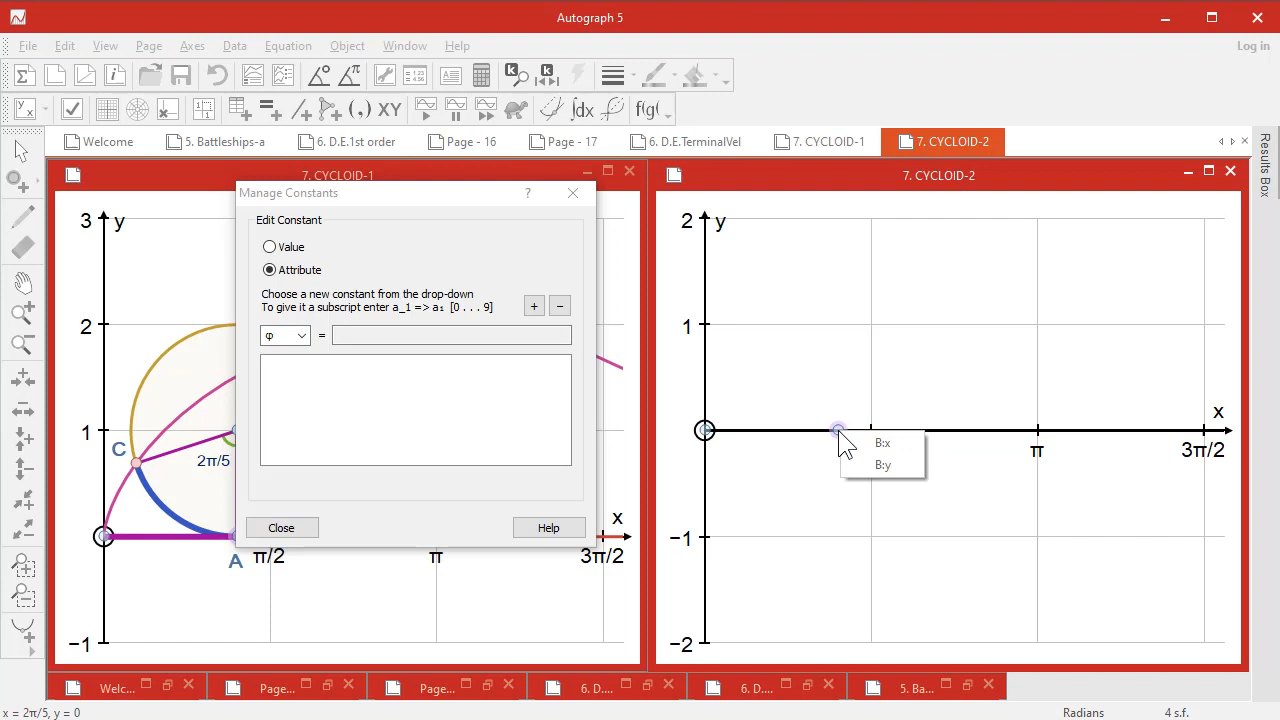 Autograph 5
File Edit View Page Axes Data Equation Object Window Help
Log in
Welcome 5. Battleships-a 6. D.E.1st order Page - 16 Page - 17 6. D.E.TerminalVel 7. CYCLOID-1 7. CYCLOID-2
Results Box
7. CYCLOID-1
3 y
2
1
−1
C
2π/5
A
π/2
π
3π/2
x
Manage Constants
Edit Constant
Value
Attribute
Choose a new constant from the drop-down
To give it a subscript enter a_1 => a₁ [0 . . . 9]
+ −
φ =
Close Help
7. CYCLOID-2
2 y
1
x
π
3π/2
B:x
B:y
−1
−2
Welc... Page... Page... 6. D.... 6. D.... 5. Ba...
x = 2π/5, y = 0
Radians
4 s.f.